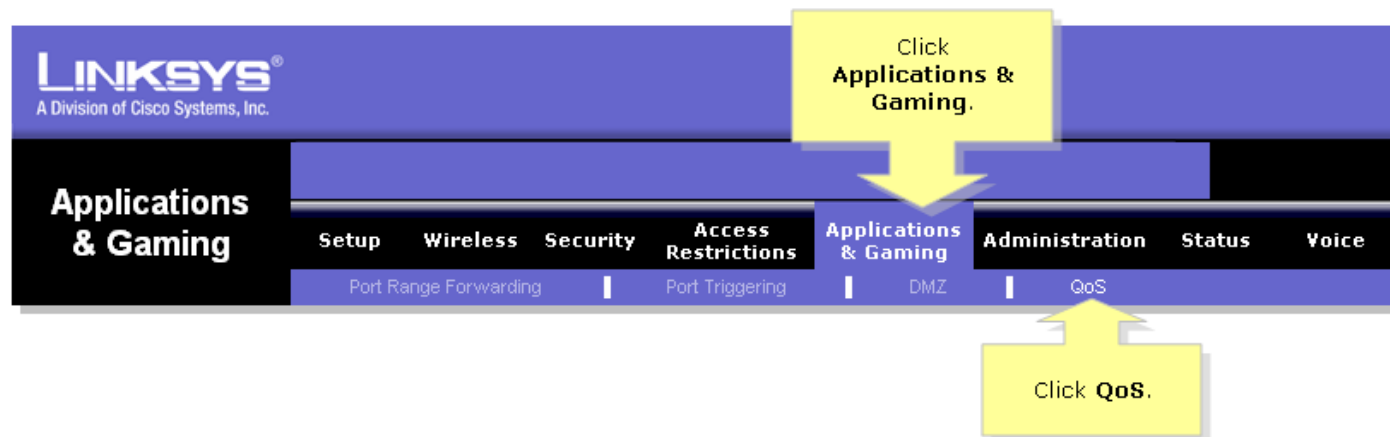 LINKSYS®
A Division of Cisco Systems, Inc.
Click
Applications &
Gaming.
Applications
& Gaming
Setup Wireless Security Access Restrictions Applications & Gaming Administration Status Voice
Port Range Forwarding Port Triggering DMZ QoS
Click QoS.